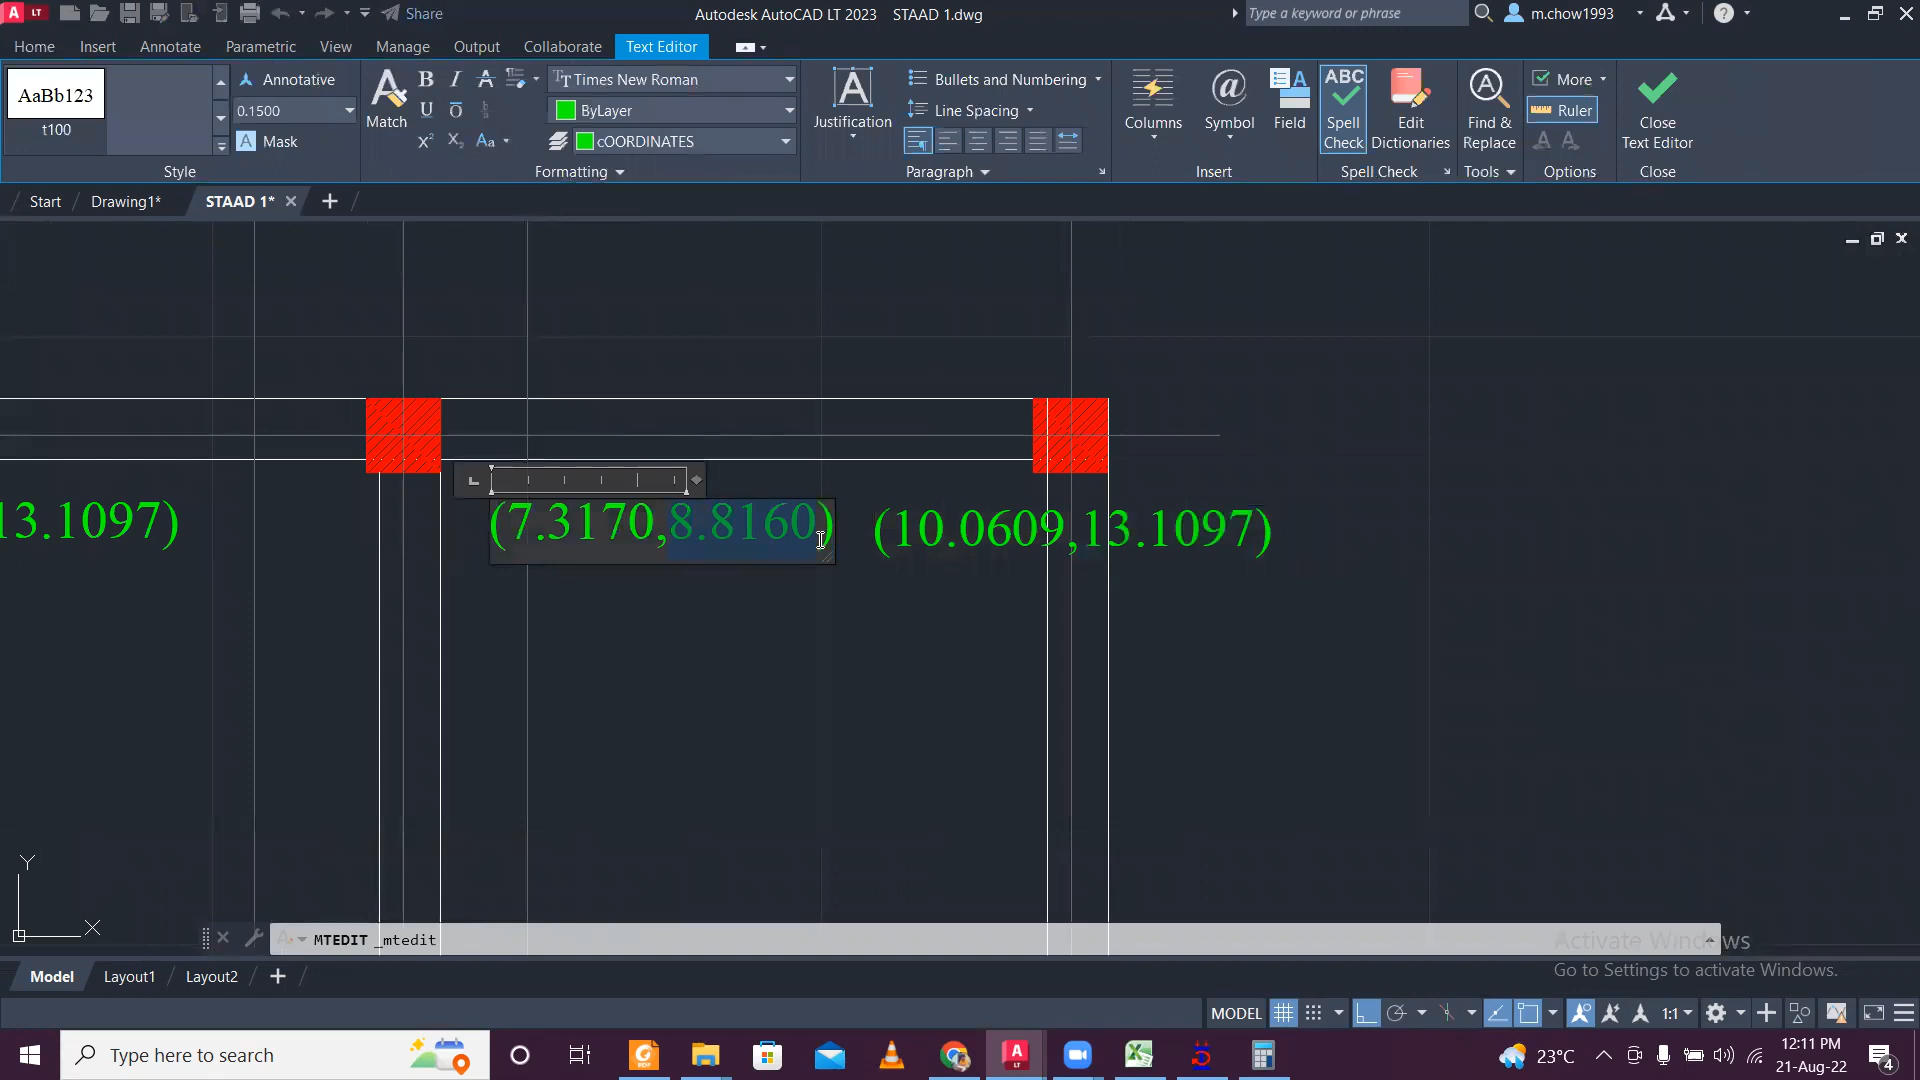 A LT Share Autodesk AutoCAD LT 2023 STAAD 1.dwg Type a keyword or phrase m.chow1993
Home Insert Annotate Parametric View Manage Output Collaborate Text Editor
AaBb123
t100
Annotative
0.1500
A Mask
Style
Match
Times New Roman
ByLayer
cOORDINATES
Formatting
Justification
Bullets and Numbering
Line Spacing
Paragraph
Columns
Symbol
Field
Insert
ABC
Spell Check
Edit Dictionaries
Spell Check
Find & Replace
Tools
More
Ruler
Options
Close Text Editor
Close
Start Drawing1* STAAD 1*
13.1097) (7.3170,8.8160) (10.0609,13.1097)
Y
X
MTEDIT _mtedit
Activate Windows
Go to Settings to activate Windows.
Model Layout1 Layout2
MODEL 1:1
Type here to search
23°C
12:11 PM
21-Aug-22
4